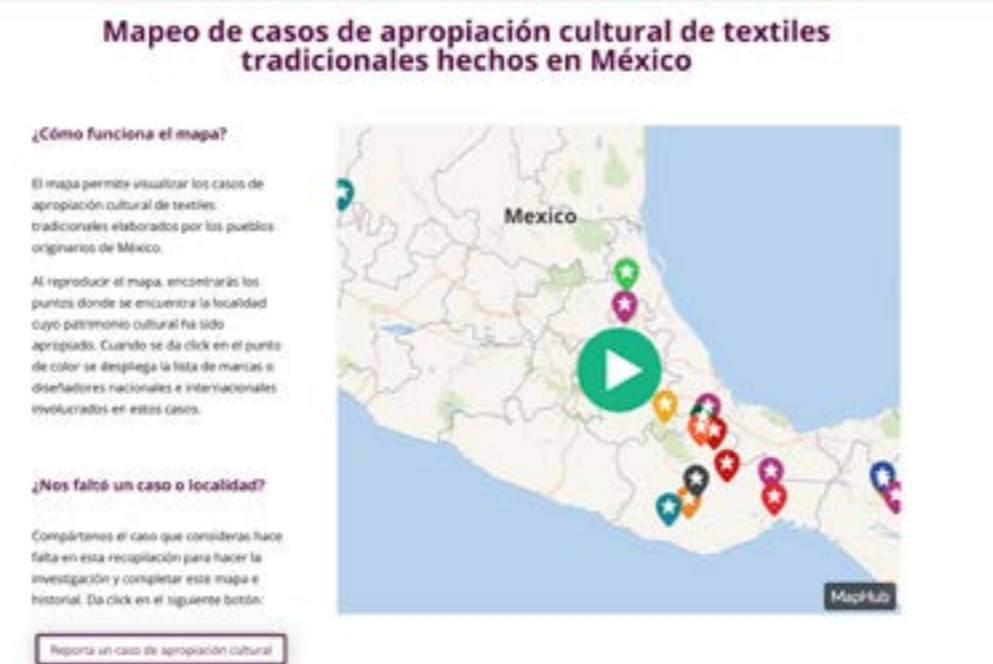 Mapeo de casos de apropiación cultural de textiles
tradicionales hechos en México
¿Cómo funciona el mapa?
El mapa permite visualizar los casos de
apropiación cultural de textiles
tradicionales elaborados por los pueblos
originarios de México.
Al reproducir el mapa, encontrarás los
puntos donde se encuentra la localidad
cuyo patrimonio cultural ha sido
apropiado. Cuando se da click en el punto
de color se despliega la lista de marcas o
diseñadores nacionales e internacionales
involucrados en estos casos.
¿Nos faltó un caso o localidad?
Compártenos el caso que consideras hace
falta en esta recopilación para hacer la
investigación y completar este mapa e
historial. Da click en el siguiente botón:
Reporta un caso de apropiación cultural
Mexico
MapHub